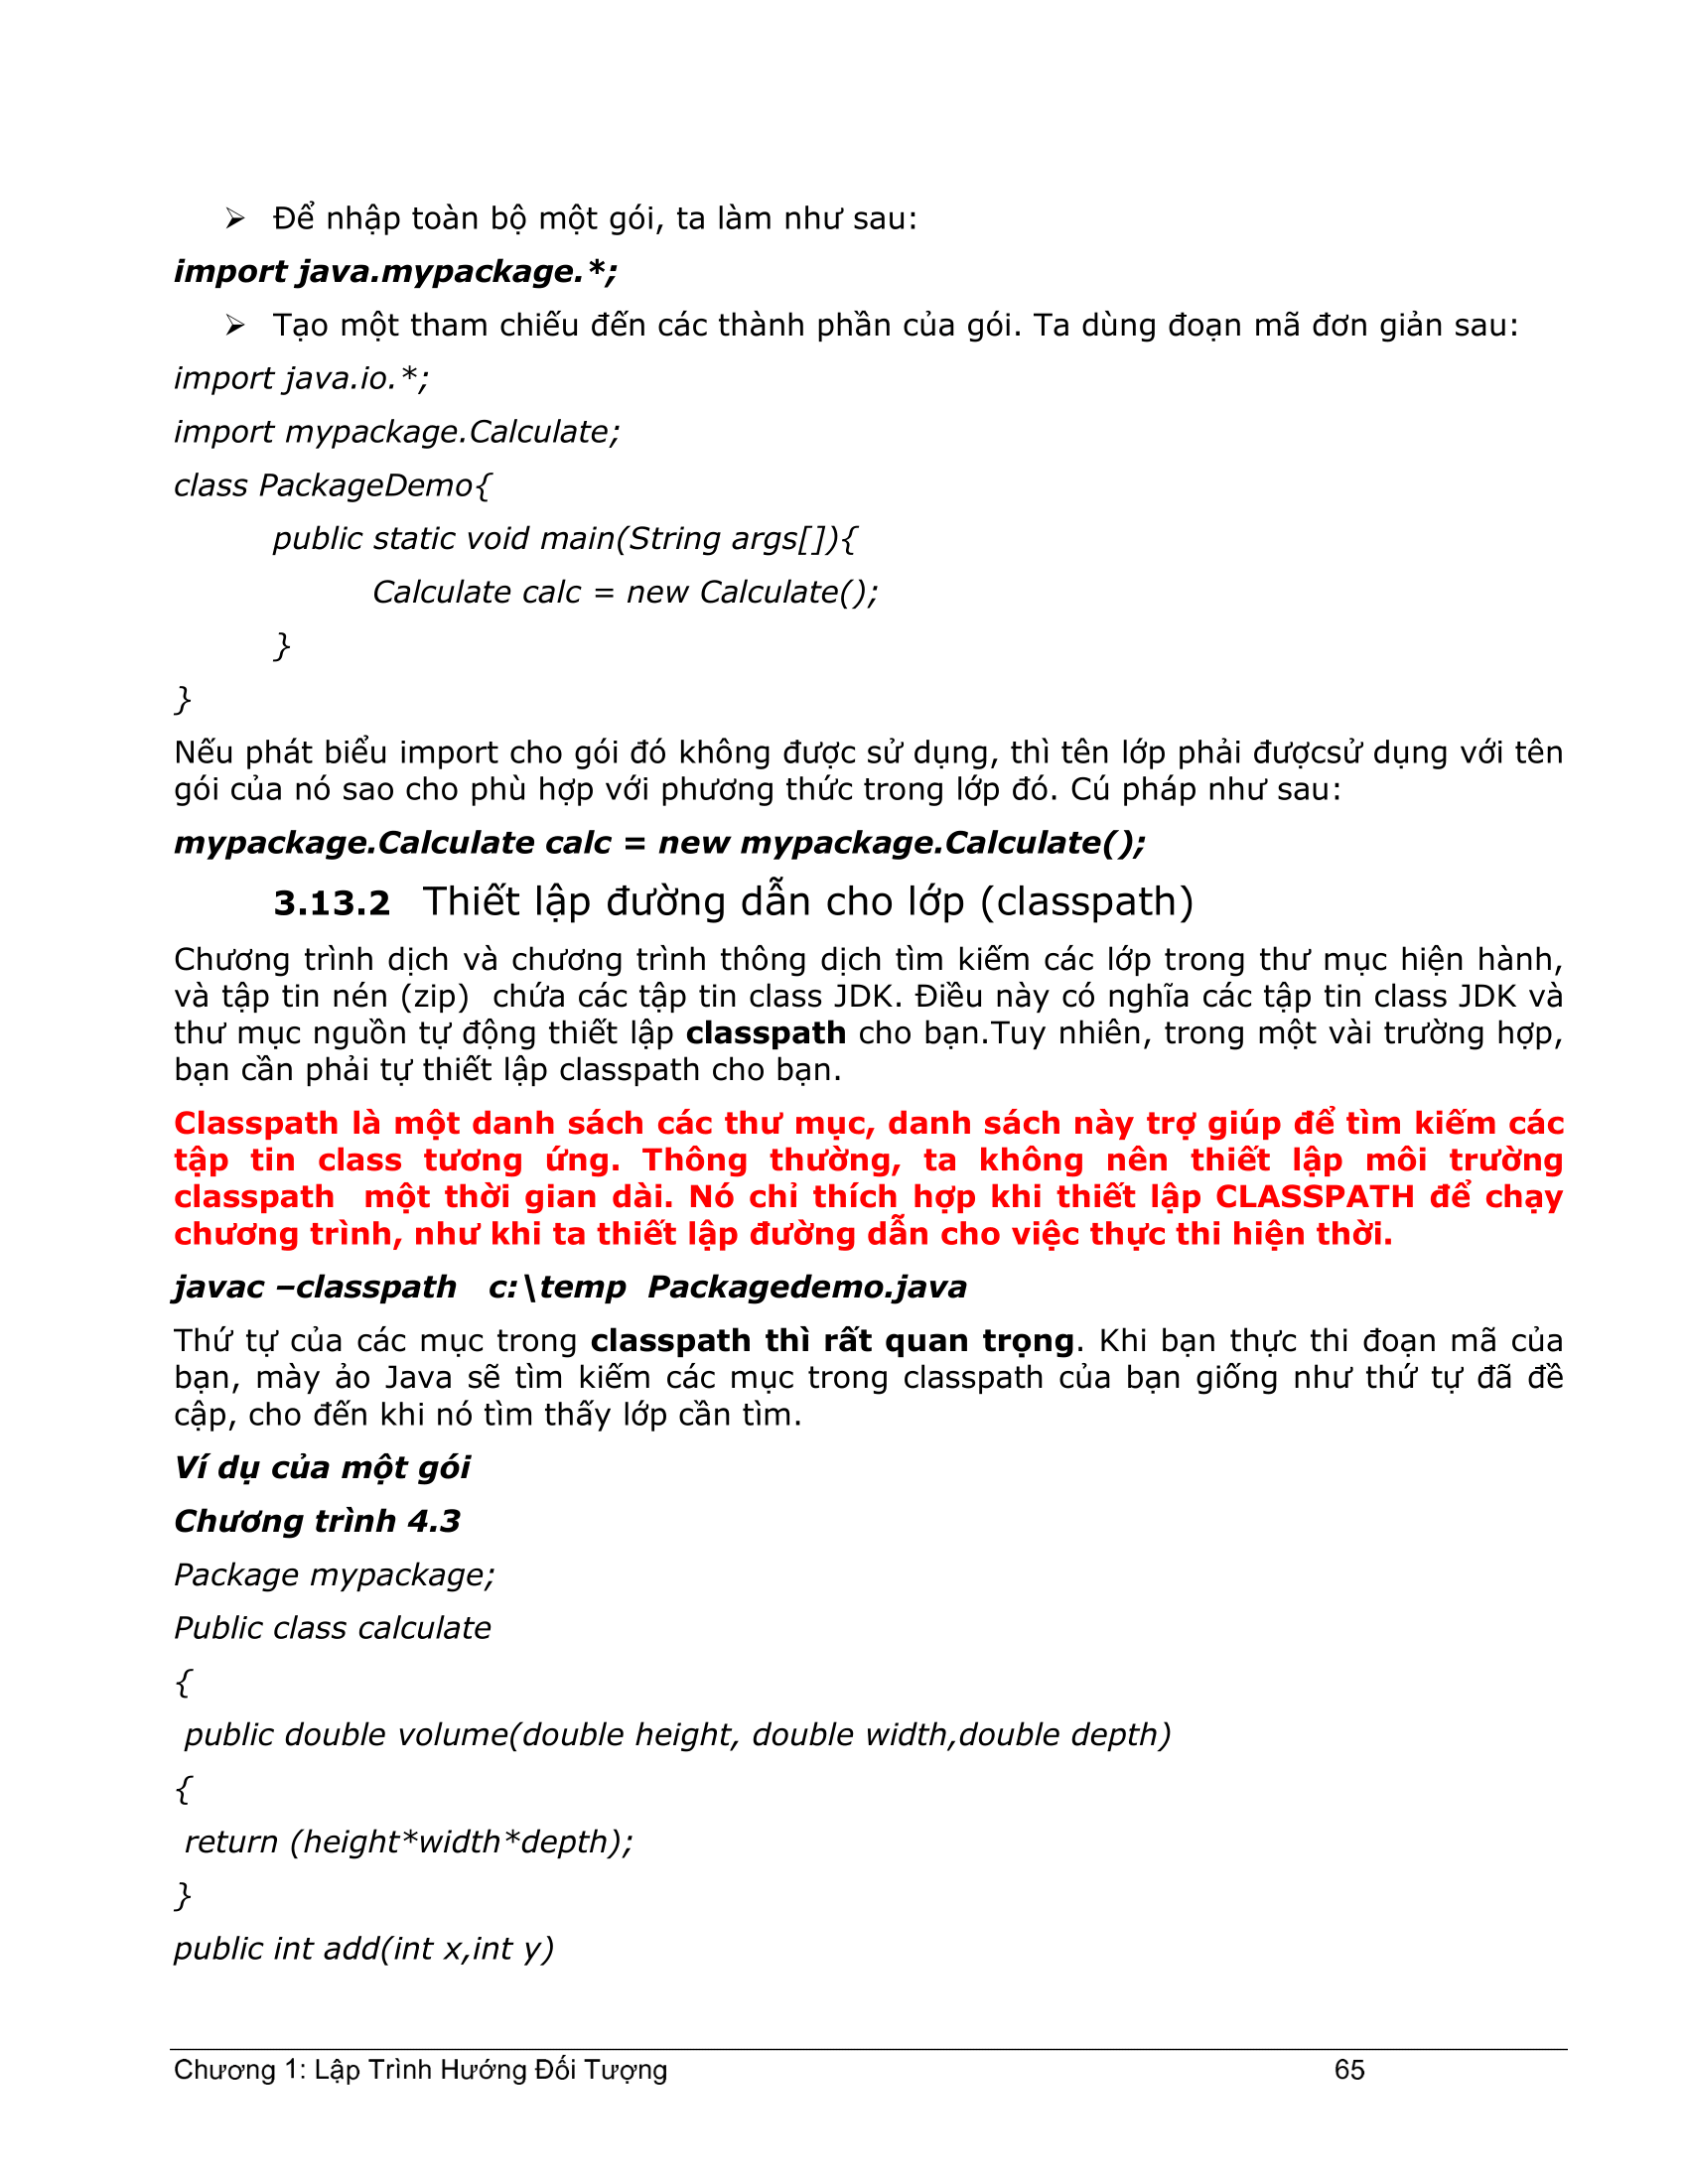 ➢ Để nhập toàn bộ một gói, ta làm như sau:
import java.mypackage.*;
➢ Tạo một tham chiếu đến các thành phần của gói. Ta dùng đoạn mã đơn giản sau:
import java.io.*;
import mypackage.Calculate;
class PackageDemo{
public static void main(String args[]){
Calculate calc = new Calculate();
}
}
Nếu phát biểu import cho gói đó không được sử dụng, thì tên lớp phải đượcsử dụng với tên
gói của nó sao cho phù hợp với phương thức trong lớp đó. Cú pháp như sau:
mypackage.Calculate calc = new mypackage.Calculate();
3.13.2 Thiết lập đường dẫn cho lớp (classpath)
Chương trình dịch và chương trình thông dịch tìm kiếm các lớp trong thư mục hiện hành,
và tập tin nén (zip)  chứa các tập tin class JDK. Điều này có nghĩa các tập tin class JDK và
thư mục nguồn tự động thiết lập classpath cho bạn.Tuy nhiên, trong một vài trường hợp,
bạn cần phải tự thiết lập classpath cho bạn.
Classpath là một danh sách các thư mục, danh sách này trợ giúp để tìm kiếm các
tập tin class tương ứng. Thông thường, ta không nên thiết lập môi trường
classpath  một thời gian dài. Nó chỉ thích hợp khi thiết lập CLASSPATH để chạy
chương trình, như khi ta thiết lập đường dẫn cho việc thực thi hiện thời.
javac –classpath   c:\temp  Packagedemo.java
Thứ tự của các mục trong classpath thì rất quan trọng. Khi bạn thực thi đoạn mã của
bạn, mày ảo Java sẽ tìm kiếm các mục trong classpath của bạn giống như thứ tự đã đề
cập, cho đến khi nó tìm thấy lớp cần tìm.
Ví dụ của một gói
Chương trình 4.3
Package mypackage;
Public class calculate
{
public double volume(double height, double width,double depth)
{
return (height*width*depth);
}
public int add(int x,int y)
Chương 1: Lập Trình Hướng Đối Tượng 65